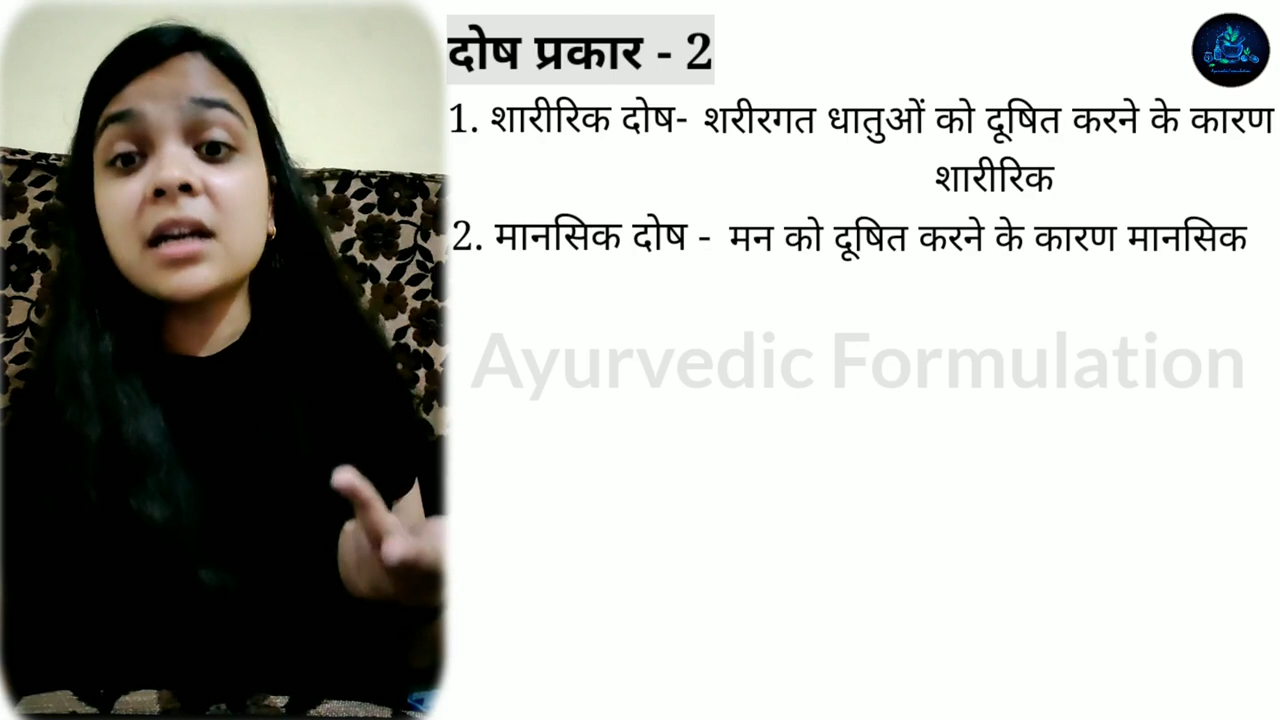 दोष प्रकार - 2
1. शारीरिक दोष- शरीरगत धातुओं को दूषित करने के कारण
शारीरिक
2. मानसिक दोष - मन को दूषित करने के कारण मानसिक
Ayurvedic Formulation